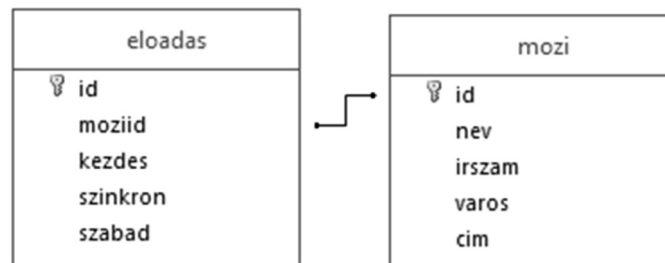 eloadas
id
moziid
kezdes
szinkron
szabad
mozi
id
nev
irszam
varos
cim